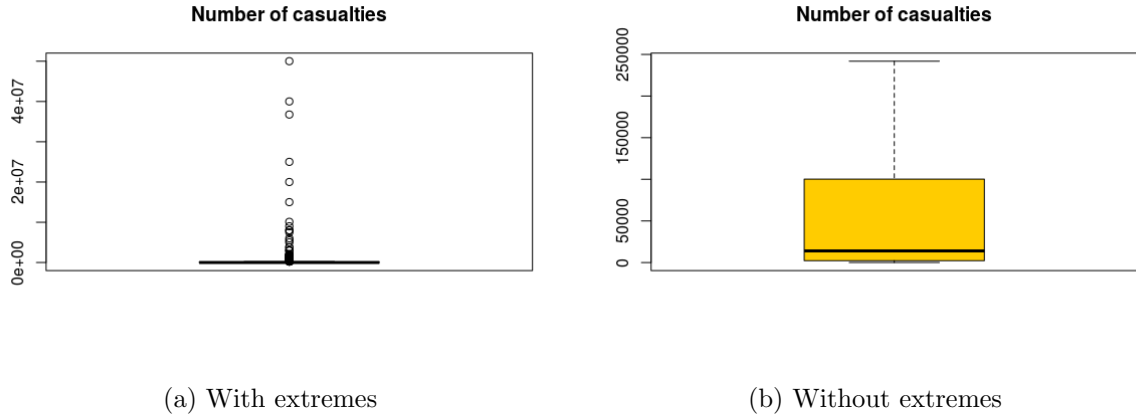 Number of casualties
4e+07
2e+07
0e+00
(a) With extremes
Number of casualties
250000
150000
50000
0
(b) Without extremes